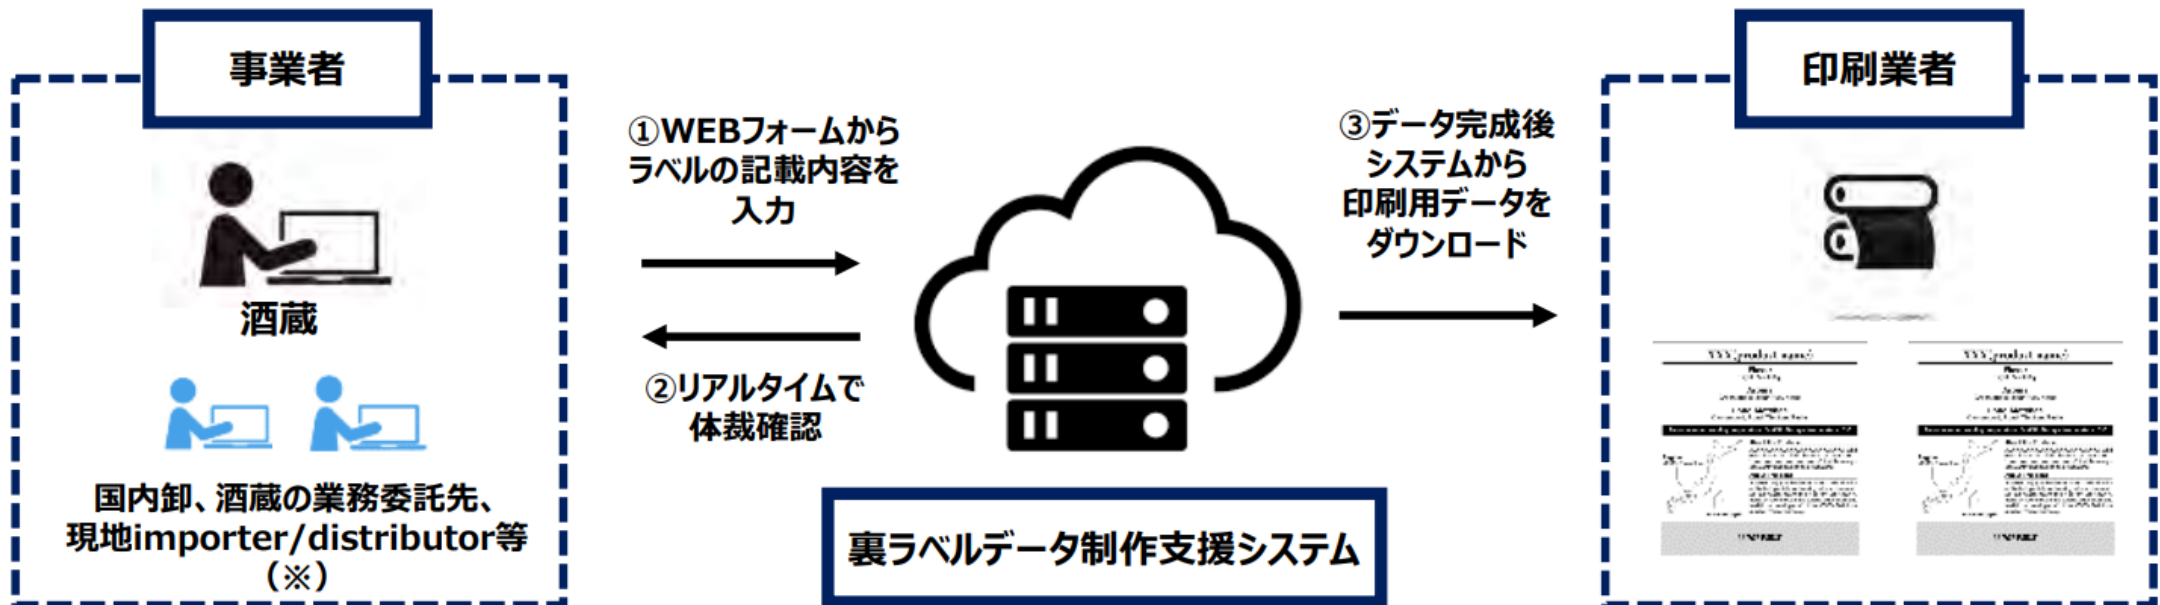 事業者
酒蔵
国内卸、酒蔵の業務委託先、
現地importer/distributor等
（※）
①WEBフォームから
ラベルの記載内容を
入力
②リアルタイムで
体裁確認
裏ラベルデータ制作支援システム
③データ完成後
システムから
印刷用データを
ダウンロード
印刷業者
YYY(product name)
YYY(product name)